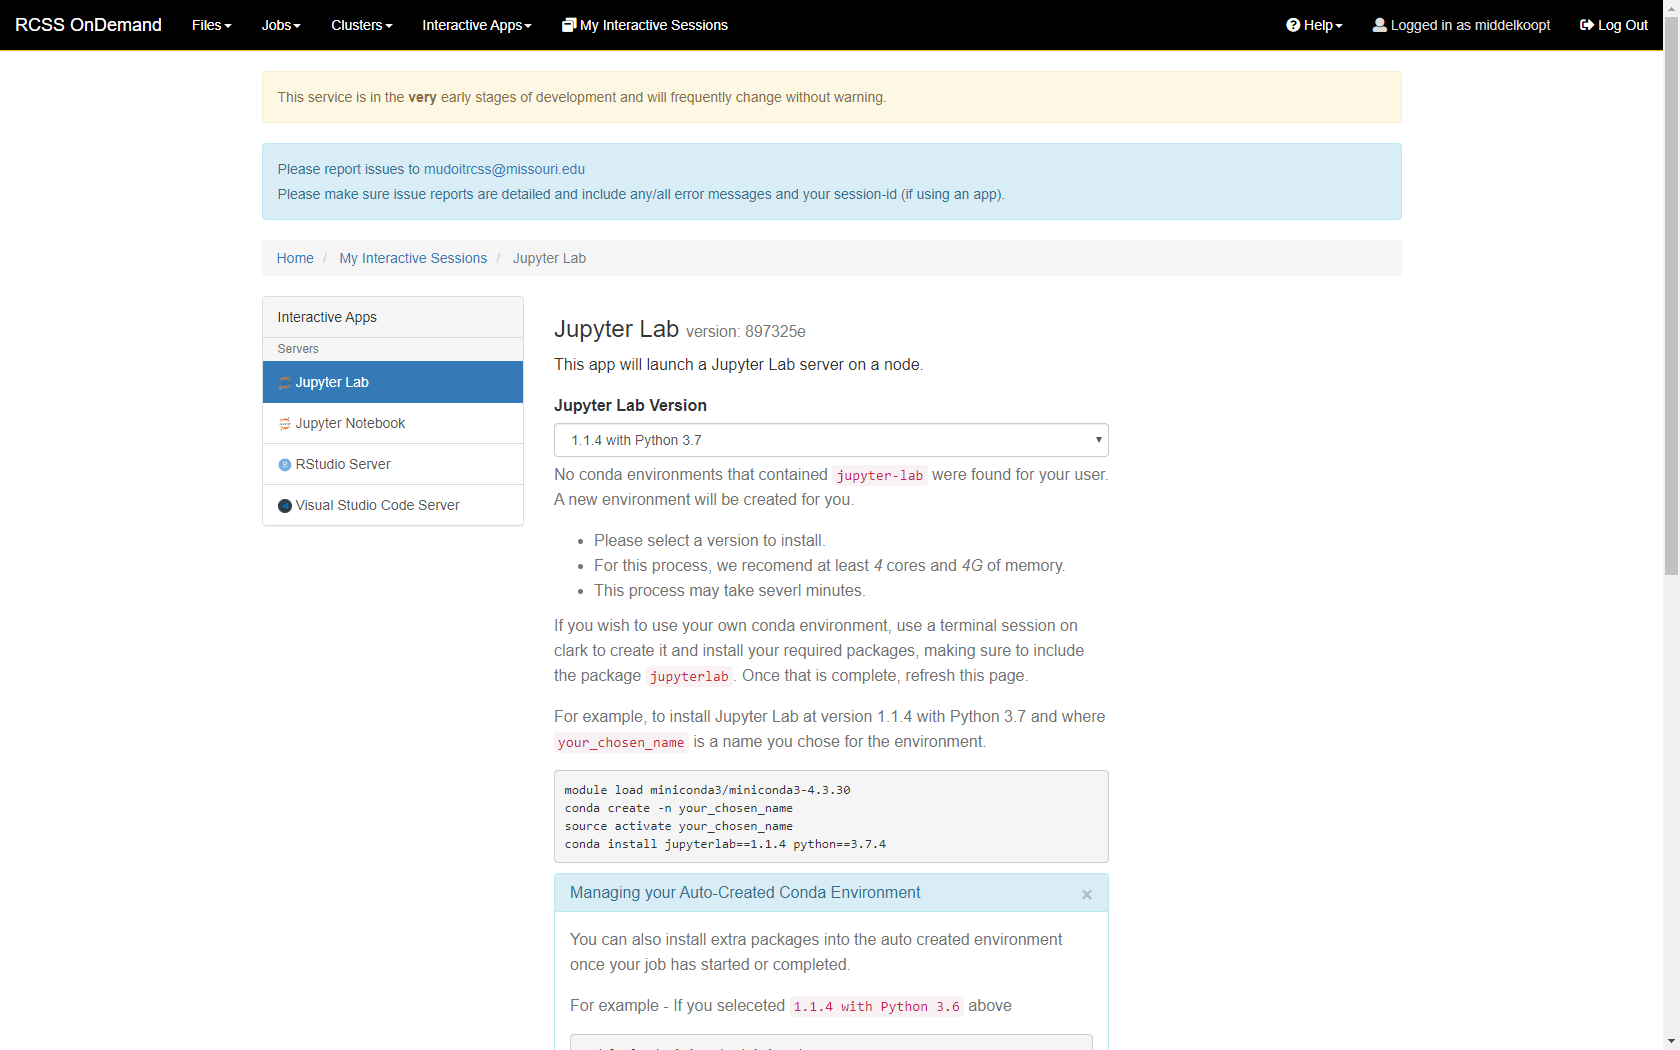 RCSS OnDemand Files Jobs Clusters Interactive Apps My Interactive Sessions Help Logged in as middelkoopt Log Out
This service is in the very early stages of development and will frequently change without warning.
Please report issues to mudoitrcss@missouri.edu
Please make sure issue reports are detailed and include any/all error messages and your session-id (if using an app).
Home / My Interactive Sessions / Jupyter Lab
Interactive Apps
Servers
Jupyter Lab
Jupyter Notebook
RStudio Server
Visual Studio Code Server
Jupyter Lab version: 897325e
This app will launch a Jupyter Lab server on a node.
Jupyter Lab Version
1.1.4 with Python 3.7
No conda environments that contained jupyter-lab were found for your user.
A new environment will be created for you.
• Please select a version to install.
• For this process, we recomend at least 4 cores and 4G of memory.
• This process may take severl minutes.
If you wish to use your own conda environment, use a terminal session on
clark to create it and install your required packages, making sure to include
the package jupyterlab. Once that is complete, refresh this page.
For example, to install Jupyter Lab at version 1.1.4 with Python 3.7 and where
your_chosen_name is a name you chose for the environment.
module load miniconda3/miniconda3-4.3.30
conda create -n your_chosen_name
source activate your_chosen_name
conda install jupyterlab==1.1.4 python==3.7.4
Managing your Auto-Created Conda Environment ×
You can also install extra packages into the auto created environment
once your job has started or completed.
For example - If you seleceted 1.1.4 with Python 3.6 above